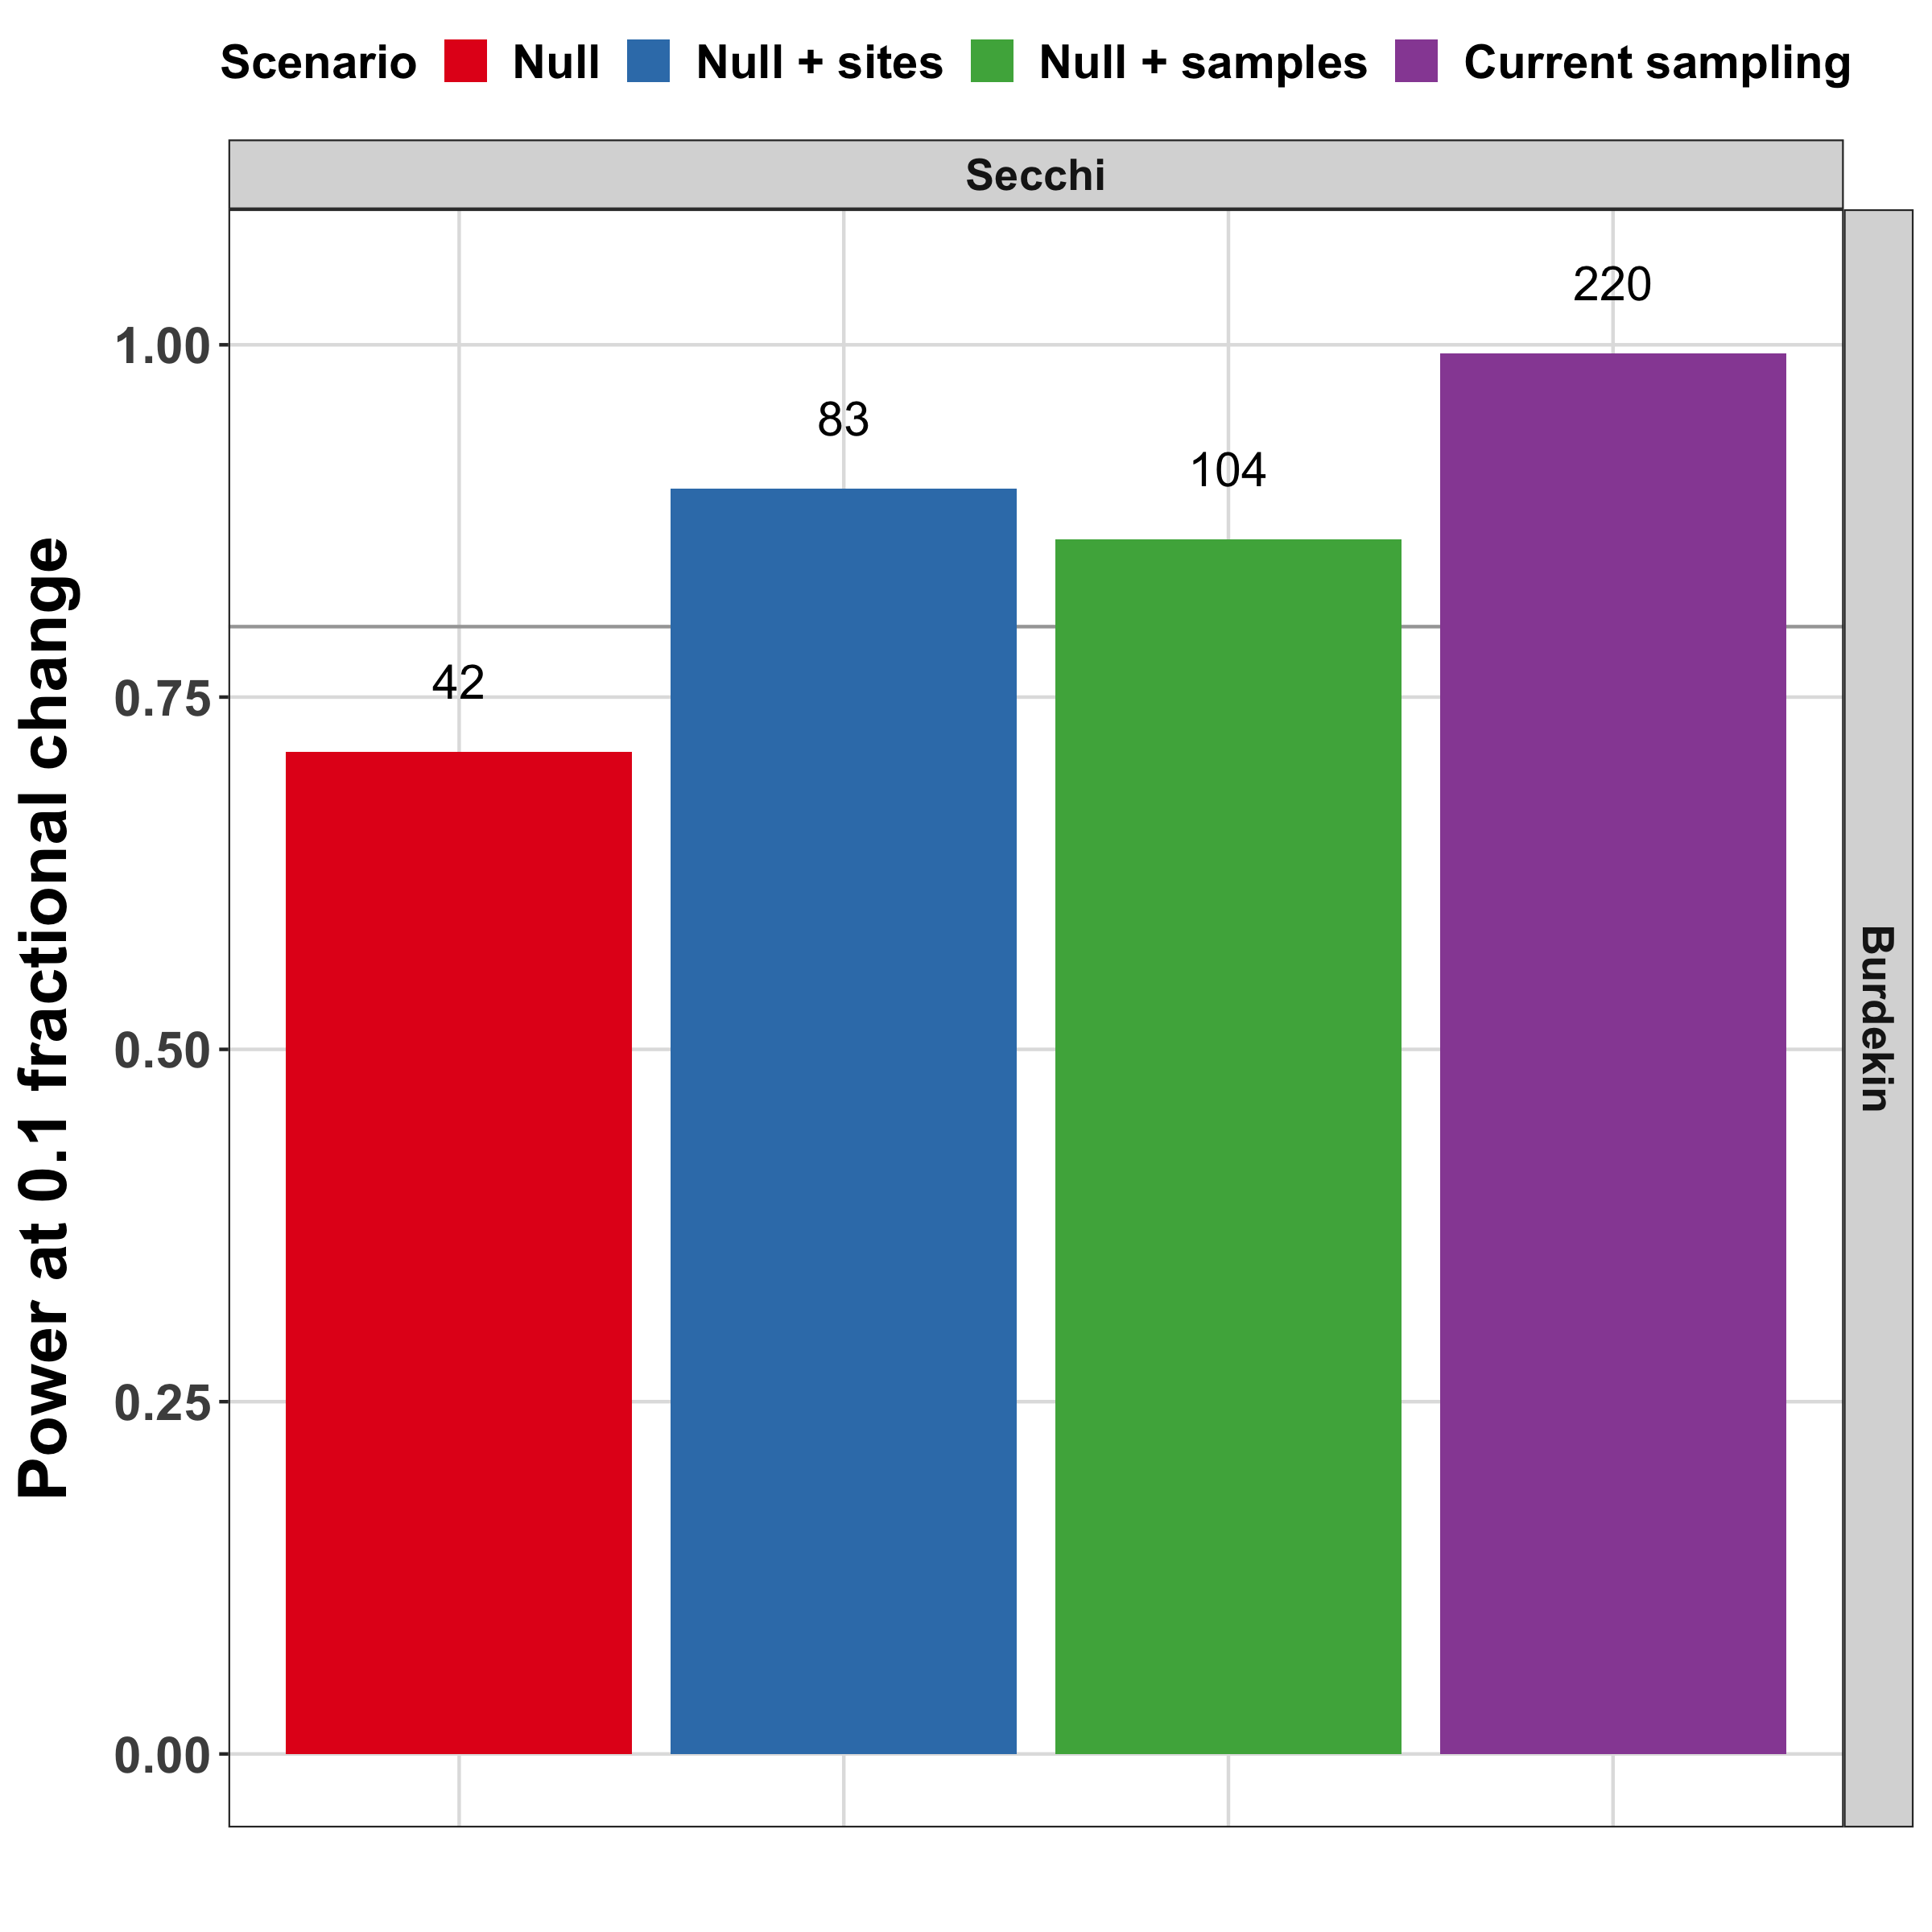 Scenario Null Null + sites Null + samples Current sampling
Secchi
Burdekin
Power at 0.1 fractional change
1.00
0.75
0.50
0.25
0.00
42
83
104
220